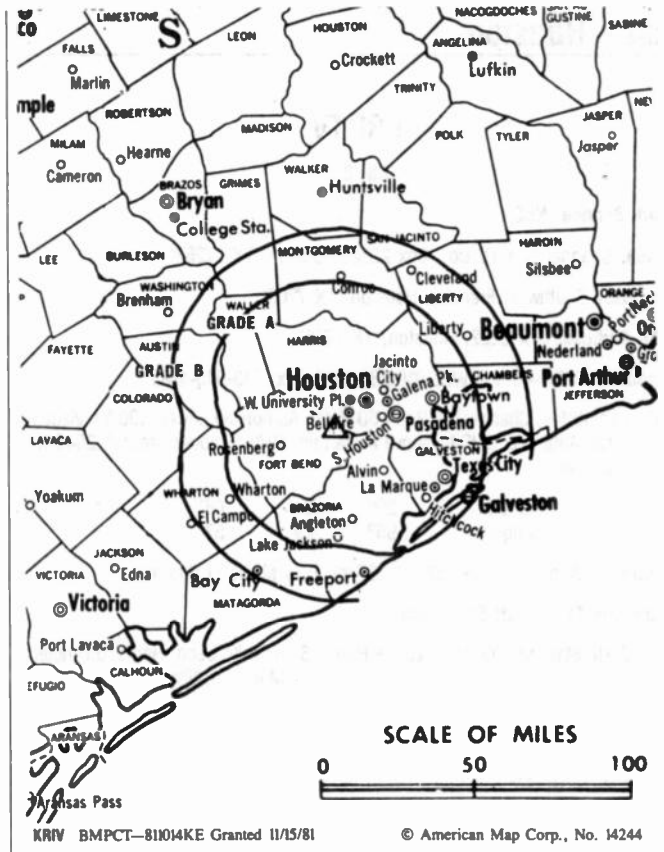 LIMESTONE
HOUSTON
NACOGDOCHES
GUSTINE
SABINE
CO
S
LEON
ANGELINA
FALLS
Crockett
Lufkin
Marlin
TRINITY
mple
ROBERTSON
MADISON
POLK
TYLER
JASPER
Jasper
MILAM
Hearne
WALKER
Cameron
BRAZOS
GRIMES
Huntsville
Bryan
College Sta.
SAN JACINTO
HARDIN
LEE
BURLESON
MONTGOMERY
Silsbee
WASHINGTON
Conroe
Cleveland
LIBERTY
ORANGE
Brenham
WALLER
GRADE A
HARRIS
Liberty
Beaumont
FAYETTE
AUSTIN
Nederland
GRADE B
Jacinto
City
CHAMBERS
Port Arthur
COLORADO
Houston
Galena Pk.
Baytown
JEFFERSON
W. University Pl.
Bellaire
Pasadena
LAVACA
S. Houston
Rosenberg
GALVESTON
FORT BEND
Texas City
Alvin
La Marque
Yoakum
WHARTON
Wharton
Galveston
BRAZORIA
Hitchcock
El Campo
Angleton
Lake Jackson
JACKSON
Edna
VICTORIA
Bay City
Freeport
Victoria
MATAGORDA
Port Lavaca
CALHOUN
EFUGIO
ARANSAS
SCALE OF MILES
0 50 100
Aransas Pass
KRIV BMPCT—811014KE Granted 11/15/81 © American Map Corp., No. 14244